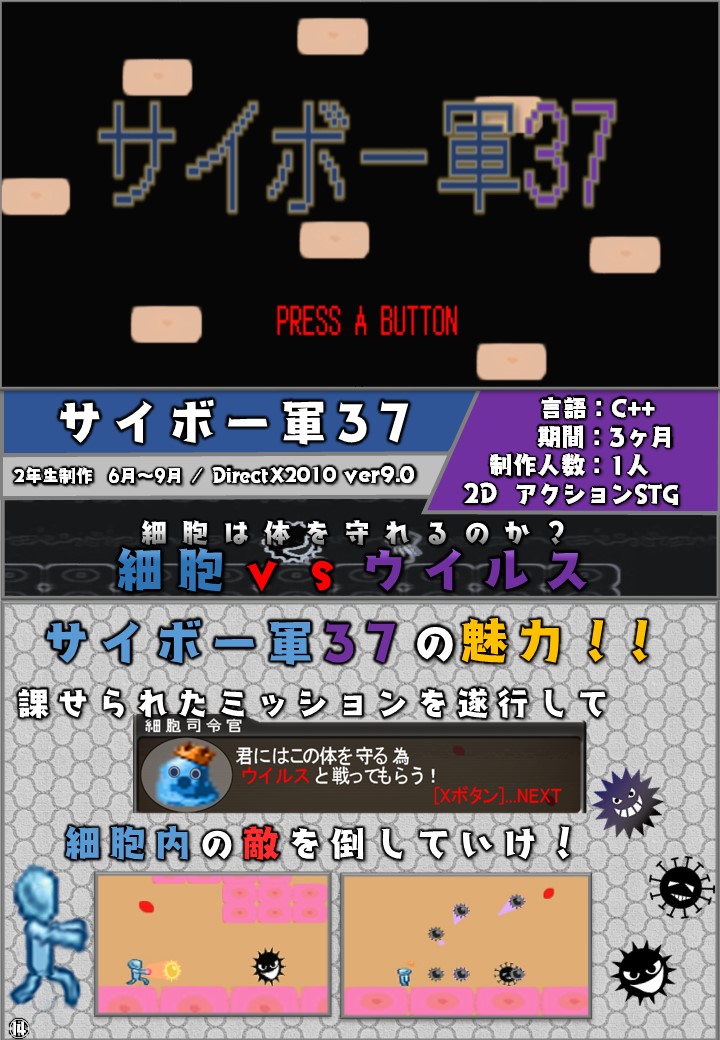 サイボー軍37
PRESS A BUTTON
サイボー軍37
言語：C++
期間：3ヶ月
制作人数：1人
2D アクションSTG
2年生制作 6月～9月 / DirectX2010 ver9.0
細胞は体を守れるのか？
細胞 vs ウイルス
サイボー軍37の魅力！！
課せられたミッションを遂行して
細胞司令官
君にはこの体を守る為
ウイルスと戦ってもらう！
[Xボタン]...NEXT
細胞内の敵を倒していけ！
14